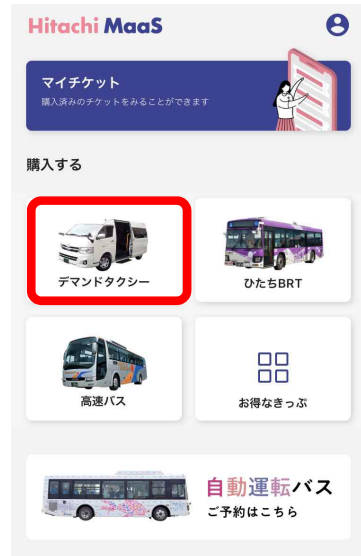 Hitachi MaaS
マイチケット
購入済みのチケットをみることができます
購入する
デマンドタクシー
ひたちBRT
高速バス
お得なきっぷ
自動運転バス
ご予約はこちら